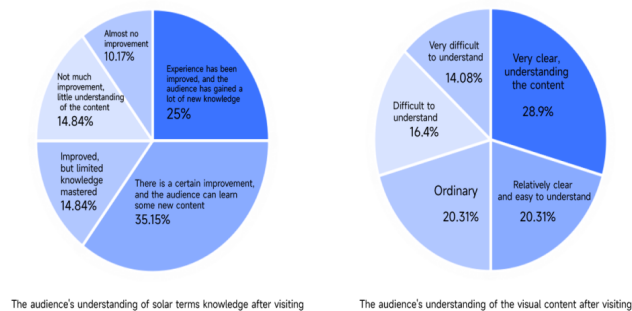 Almost no
improvement
10.17%
Experience has been
improved, and the
audience has gained a
lot of new knowledge
25%
Not much
improvement,
little understanding
of the content
14.84%
Improved,
but limited
knowledge
mastered
14.84%
There is a certain improvement,
and the audience can learn
some new content
35.15%
The audience's understanding of solar terms knowledge after visiting
Very difficult
to understand
14.08%
Very clear,
understanding
the content
28.9%
Difficult to
understand
16.4%
Ordinary
20.31%
Relatively clear
and easy to understand
20.31%
The audience's understanding of the visual content after visiting